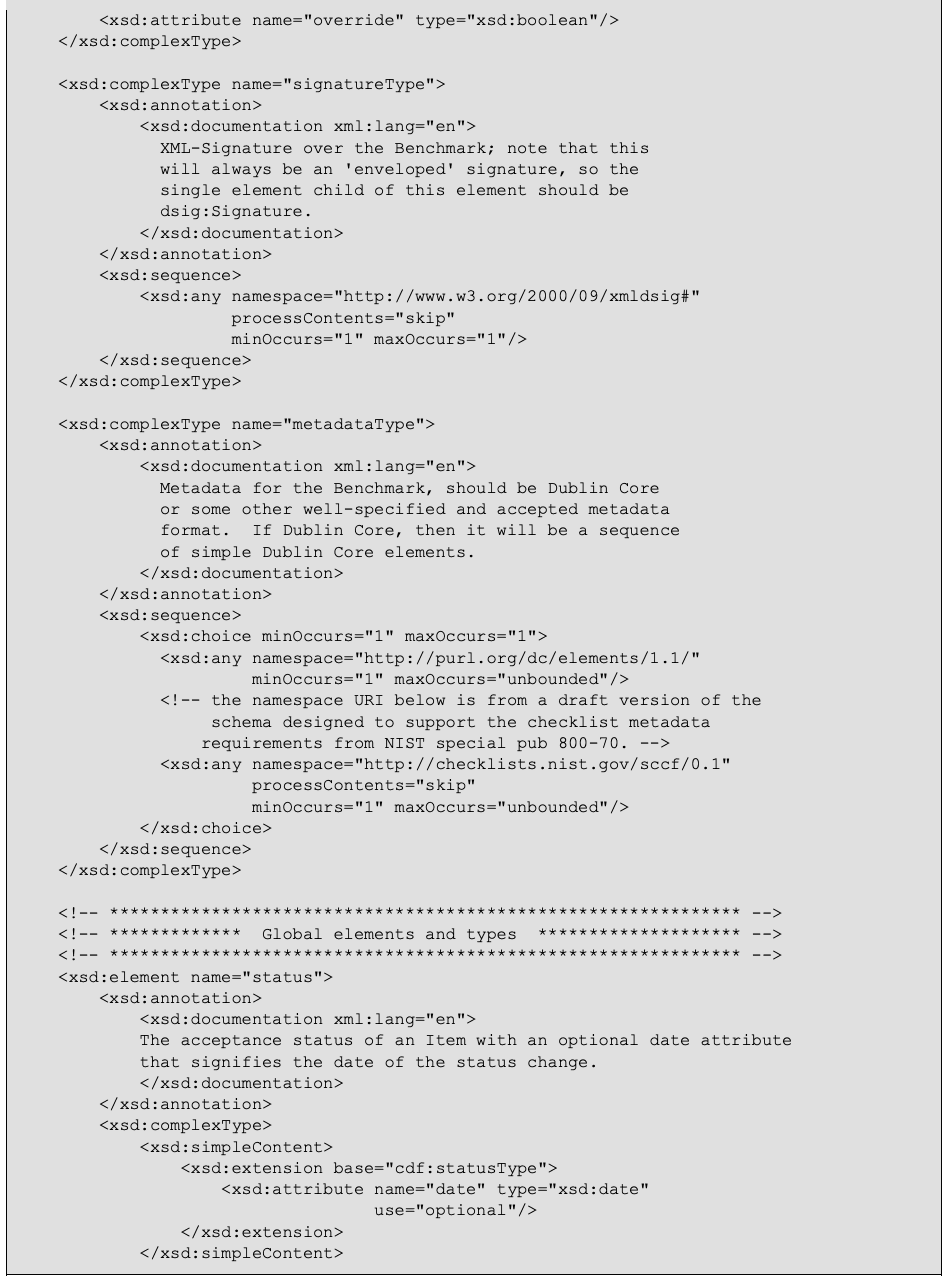 <xsd:attribute name="override" type="xsd:boolean"/>
    </xsd:complexType>

    <xsd:complexType name="signatureType">
        <xsd:annotation>
            <xsd:documentation xml:lang="en">
              XML-Signature over the Benchmark; note that this
              will always be an 'enveloped' signature, so the
              single element child of this element should be
              dsig:Signature.
            </xsd:documentation>
        </xsd:annotation>
        <xsd:sequence>
            <xsd:any namespace="http://www.w3.org/2000/09/xmldsig#"
                     processContents="skip"
                     minOccurs="1" maxOccurs="1"/>
        </xsd:sequence>
    </xsd:complexType>

    <xsd:complexType name="metadataType">
        <xsd:annotation>
            <xsd:documentation xml:lang="en">
              Metadata for the Benchmark, should be Dublin Core
              or some other well-specified and accepted metadata
              format.  If Dublin Core, then it will be a sequence
              of simple Dublin Core elements.
            </xsd:documentation>
        </xsd:annotation>
        <xsd:sequence>
            <xsd:choice minOccurs="1" maxOccurs="1">
              <xsd:any namespace="http://purl.org/dc/elements/1.1/"
                       minOccurs="1" maxOccurs="unbounded"/>
              <!-- the namespace URI below is from a draft version of the
                   schema designed to support the checklist metadata
                  requirements from NIST special pub 800-70. -->
              <xsd:any namespace="http://checklists.nist.gov/sccf/0.1"
                       processContents="skip"
                       minOccurs="1" maxOccurs="unbounded"/>
            </xsd:choice>
        </xsd:sequence>
    </xsd:complexType>

    <!-- ************************************************************** -->
    <!-- *************  Global elements and types  ******************** -->
    <!-- ************************************************************** -->
    <xsd:element name="status">
        <xsd:annotation>
            <xsd:documentation xml:lang="en">
            The acceptance status of an Item with an optional date attribute
            that signifies the date of the status change.
            </xsd:documentation>
        </xsd:annotation>
        <xsd:complexType>
            <xsd:simpleContent>
                <xsd:extension base="cdf:statusType">
                    <xsd:attribute name="date" type="xsd:date"
                                   use="optional"/>
                </xsd:extension>
            </xsd:simpleContent>